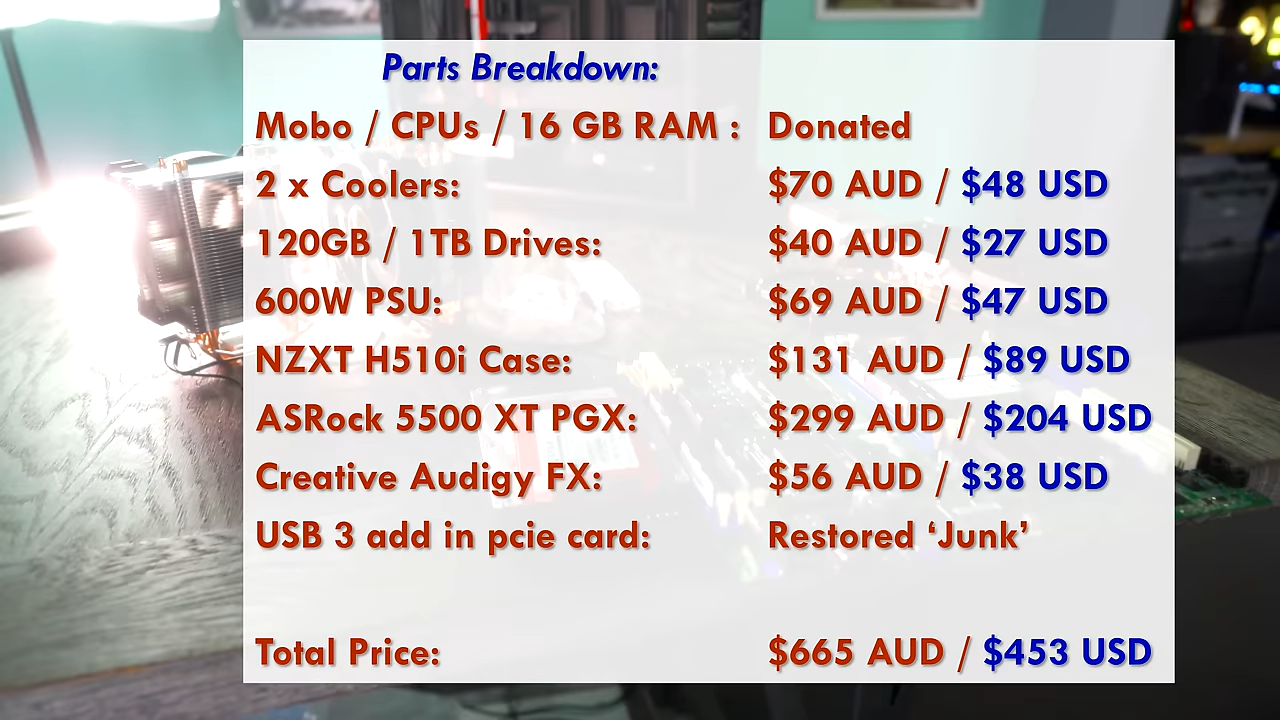 Parts Breakdown:
Mobo / CPUs / 16 GB RAM : Donated
2 x Coolers: $70 AUD / $48 USD
120GB / 1TB Drives: $40 AUD / $27 USD
600W PSU: $69 AUD / $47 USD
NZXT H510i Case: $131 AUD / $89 USD
ASRock 5500 XT PGX: $299 AUD / $204 USD
Creative Audigy FX: $56 AUD / $38 USD
USB 3 add in pcie card: Restored ‘Junk’
Total Price: $665 AUD / $453 USD